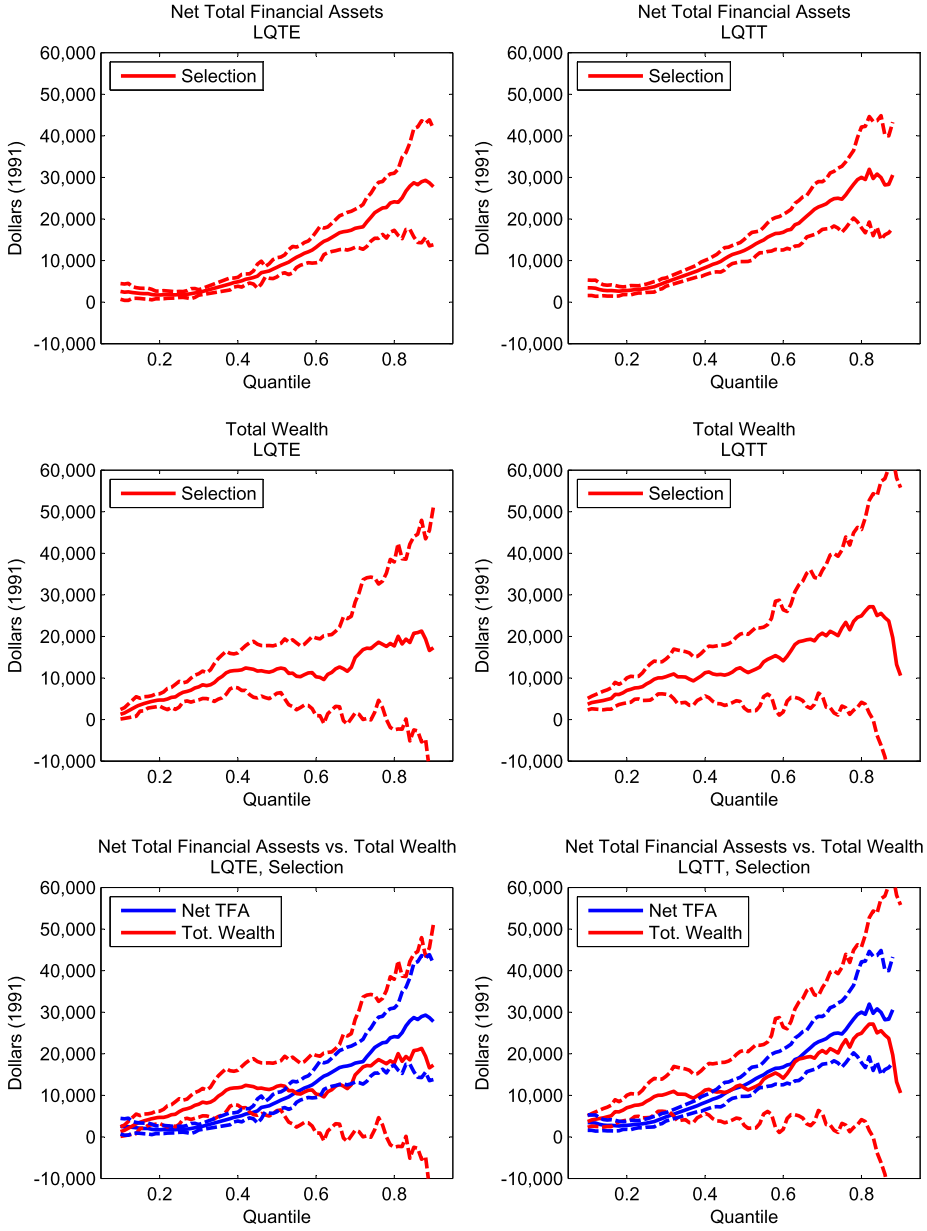 Net Total Financial Assets
LQTE
60,000
50,000
40,000
30,000
20,000
10,000
0
-10,000
Dollars (1991)
Selection
0.2 0.4 0.6 0.8
Quantile
Net Total Financial Assets
LQTT
60,000
50,000
40,000
30,000
20,000
10,000
0
-10,000
Dollars (1991)
Selection
0.2 0.4 0.6 0.8
Quantile
Total Wealth
LQTE
60,000
50,000
40,000
30,000
20,000
10,000
0
-10,000
Dollars (1991)
Selection
0.2 0.4 0.6 0.8
Quantile
Total Wealth
LQTT
60,000
50,000
40,000
30,000
20,000
10,000
0
-10,000
Dollars (1991)
Selection
0.2 0.4 0.6 0.8
Quantile
Net Total Financial Assests vs. Total Wealth
LQTE, Selection
60,000
50,000
40,000
30,000
20,000
10,000
0
-10,000
Dollars (1991)
Net TFA
Tot. Wealth
0.2 0.4 0.6 0.8
Quantile
Net Total Financial Assests vs. Total Wealth
LQTT, Selection
60,000
50,000
40,000
30,000
20,000
10,000
0
-10,000
Dollars (1991)
Net TFA
Tot. Wealth
0.2 0.4 0.6 0.8
Quantile